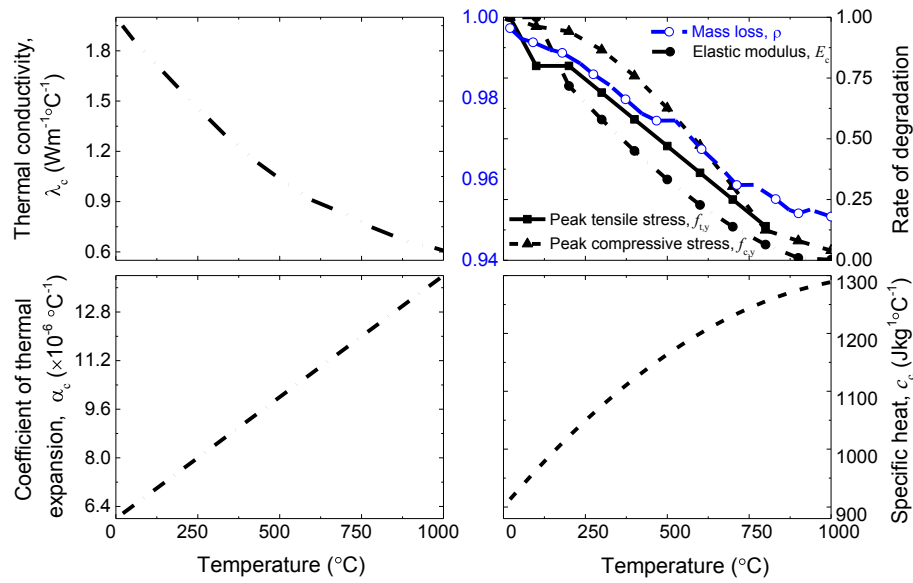 Thermal conductivity,
λc (Wm-1°C-1)
1.8
1.5
1.2
0.9
0.6
1.00
0.98
0.96
0.94
Mass loss, ρ
Elastic modulus, Ec
Peak tensile stress, ft,y
Peak compressive stress, fc,y
1.00
0.75
0.50
0.25
0.00
Rate of degradation
Coefficient of thermal
expansion, αc (×10-6 °C-1)
12.8
11.2
9.6
8.0
6.4
0 250 500 750 1000
Temperature (°C)
250 500 750 1000
Temperature (°C)
1300
1200
1100
1000
900
Specific heat, cc (Jkg1°C-1)